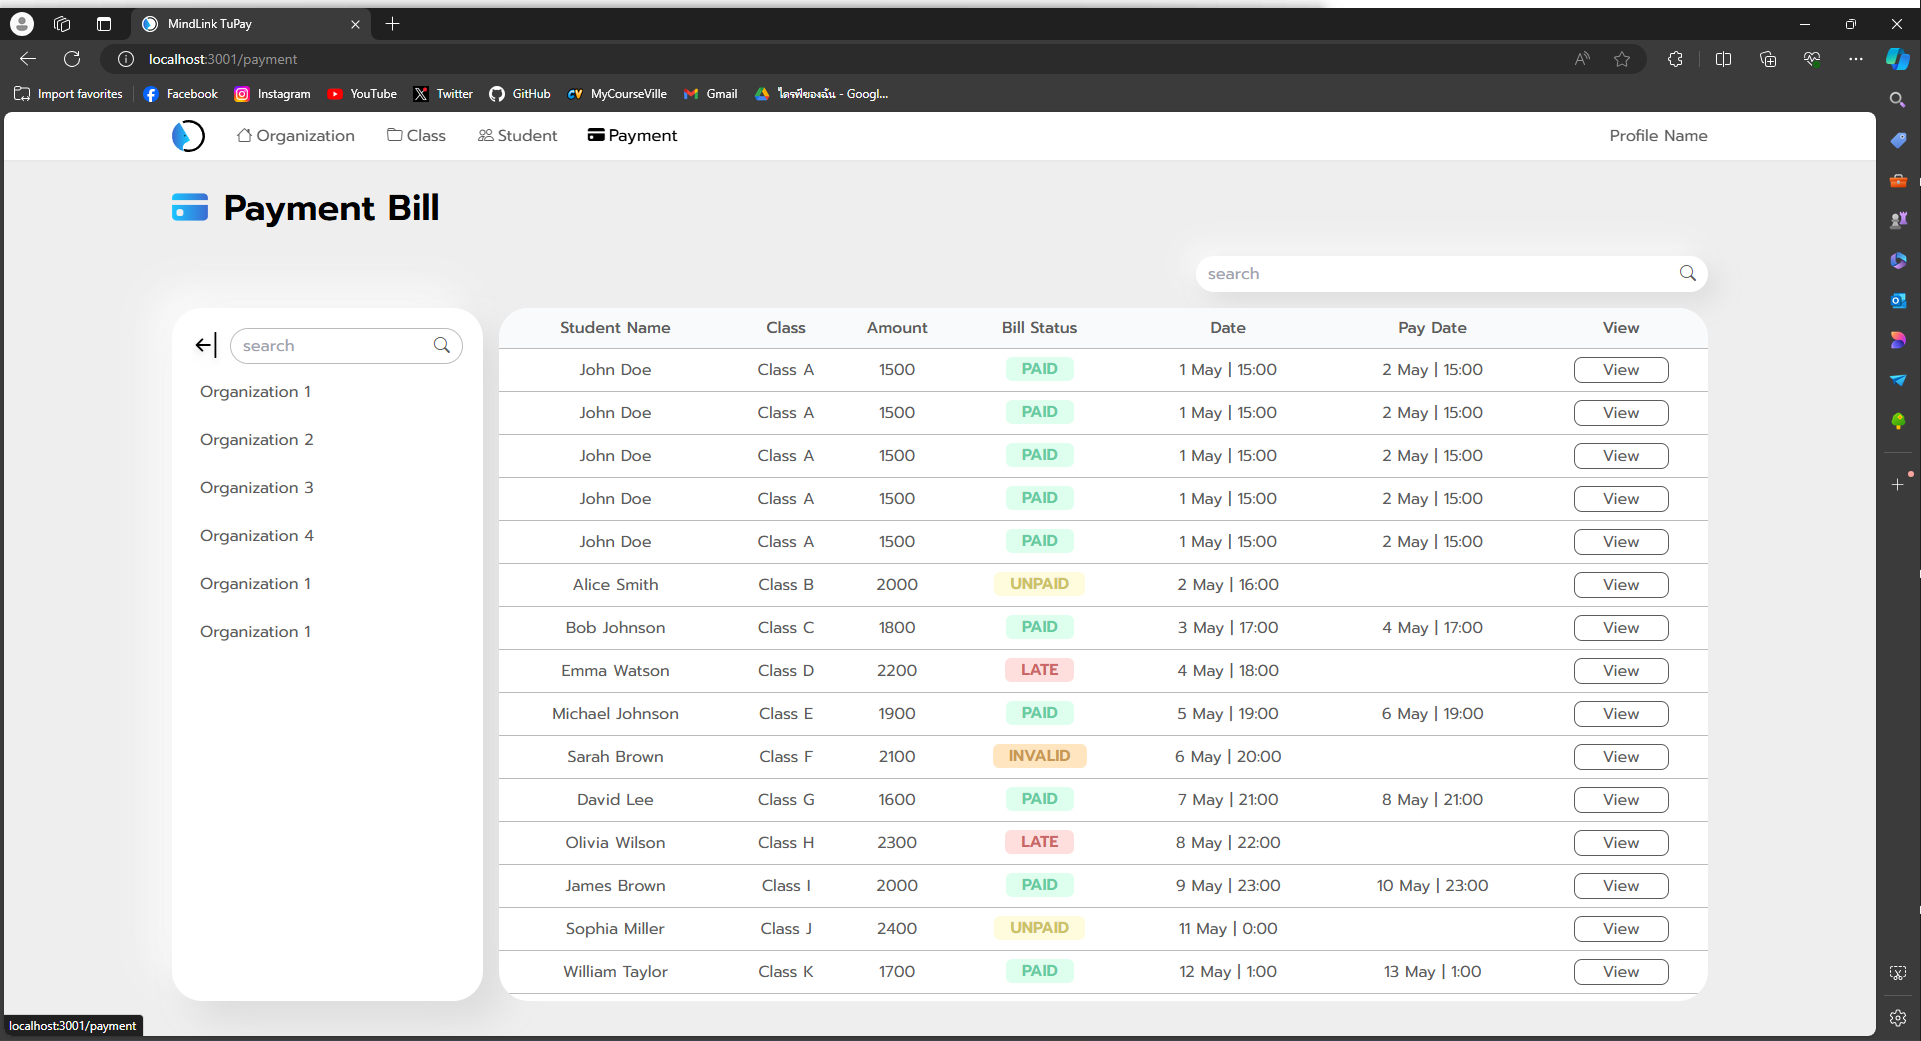 MindLink TuPay
localhost:3001/payment
Import favorites Facebook Instagram YouTube Twitter GitHub MyCourseVille Gmail ไดรฟ์ของฉัน - Googl...
Organization Class Student Payment Profile Name
Payment Bill
search
search
Organization 1
Organization 2
Organization 3
Organization 4
Organization 1
Organization 1
Student Name Class Amount Bill Status Date Pay Date View
John Doe Class A 1500 PAID 1 May | 15:00 2 May | 15:00 View
John Doe Class A 1500 PAID 1 May | 15:00 2 May | 15:00 View
John Doe Class A 1500 PAID 1 May | 15:00 2 May | 15:00 View
John Doe Class A 1500 PAID 1 May | 15:00 2 May | 15:00 View
John Doe Class A 1500 PAID 1 May | 15:00 2 May | 15:00 View
Alice Smith Class B 2000 UNPAID 2 May | 16:00 View
Bob Johnson Class C 1800 PAID 3 May | 17:00 4 May | 17:00 View
Emma Watson Class D 2200 LATE 4 May | 18:00 View
Michael Johnson Class E 1900 PAID 5 May | 19:00 6 May | 19:00 View
Sarah Brown Class F 2100 INVALID 6 May | 20:00 View
David Lee Class G 1600 PAID 7 May | 21:00 8 May | 21:00 View
Olivia Wilson Class H 2300 LATE 8 May | 22:00 View
James Brown Class I 2000 PAID 9 May | 23:00 10 May | 23:00 View
Sophia Miller Class J 2400 UNPAID 11 May | 0:00 View
William Taylor Class K 1700 PAID 12 May | 1:00 13 May | 1:00 View
localhost:3001/payment